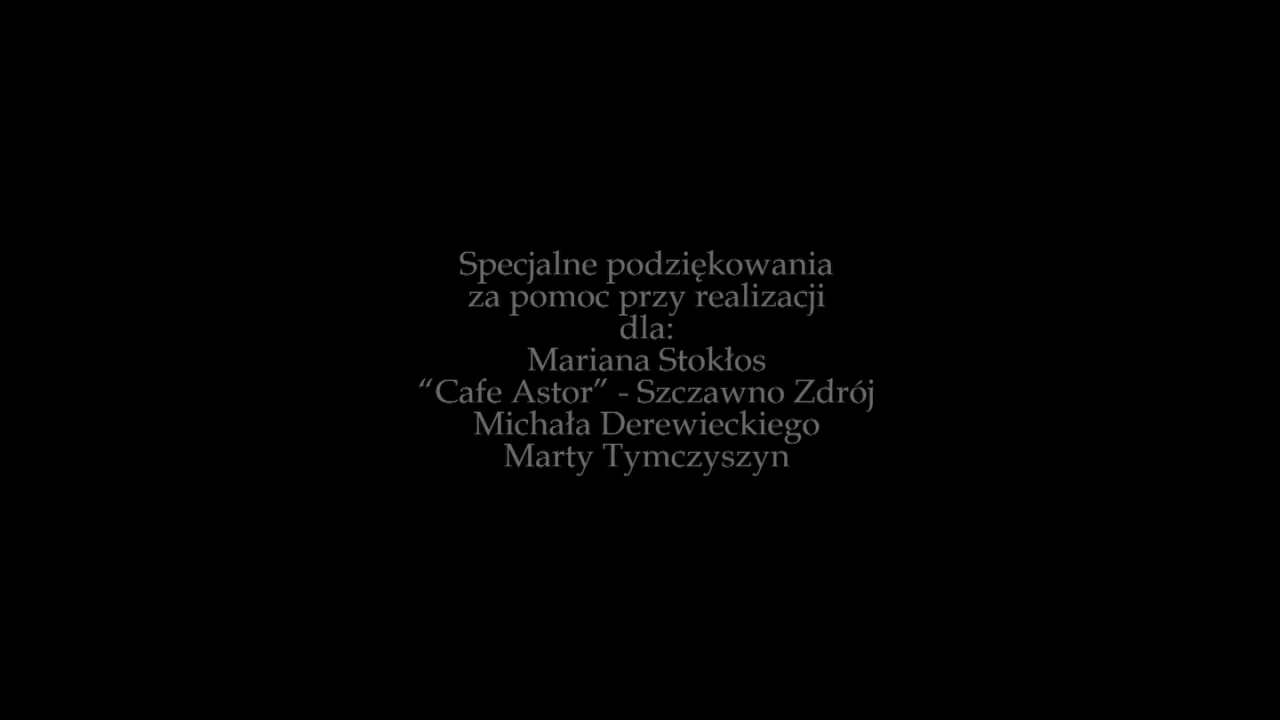 Specjalne podziękowania
za pomoc przy realizacji
dla:
Mariana Stokłos
“Cafe Astor” - Szczawno Zdrój
Michała Derewieckiego
Marty Tymczyszyn